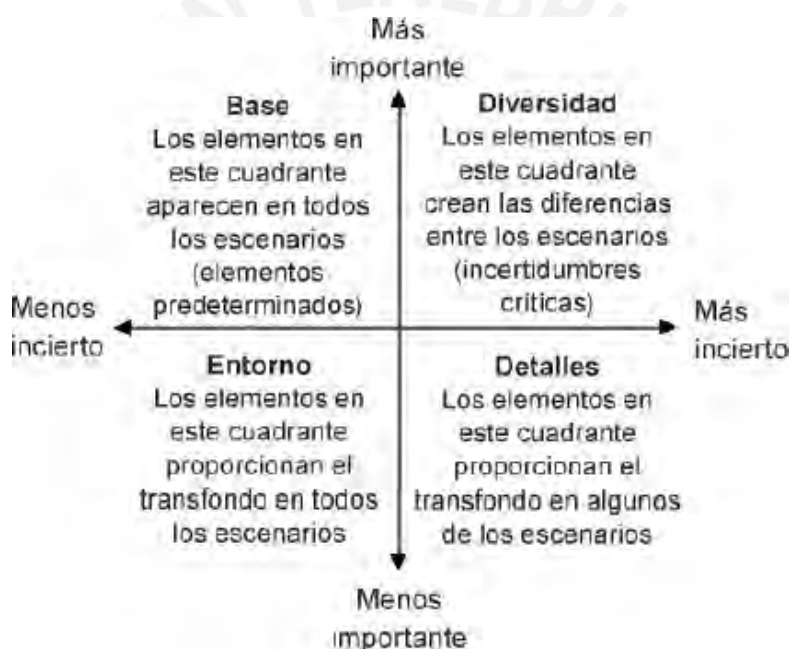 Más
importante
Base
Los elementos en
este cuadrante
aparecen en todos
los escenarios
(elementos
predeterminados)
Diversidad
Los elementos en
este cuadrante
crean las diferencias
entre los escenarios
(incertidumbres
criticas)
Menos
incierto
Más
incierto
Entorno
Los elementos en
este cuadrante
proporcionan el
transfondo en todos
los escenarios
Detalles
Los elementos en
este cuadrante
proporcionan el
transfondo en algunos
de los escenarios
Menos
importante